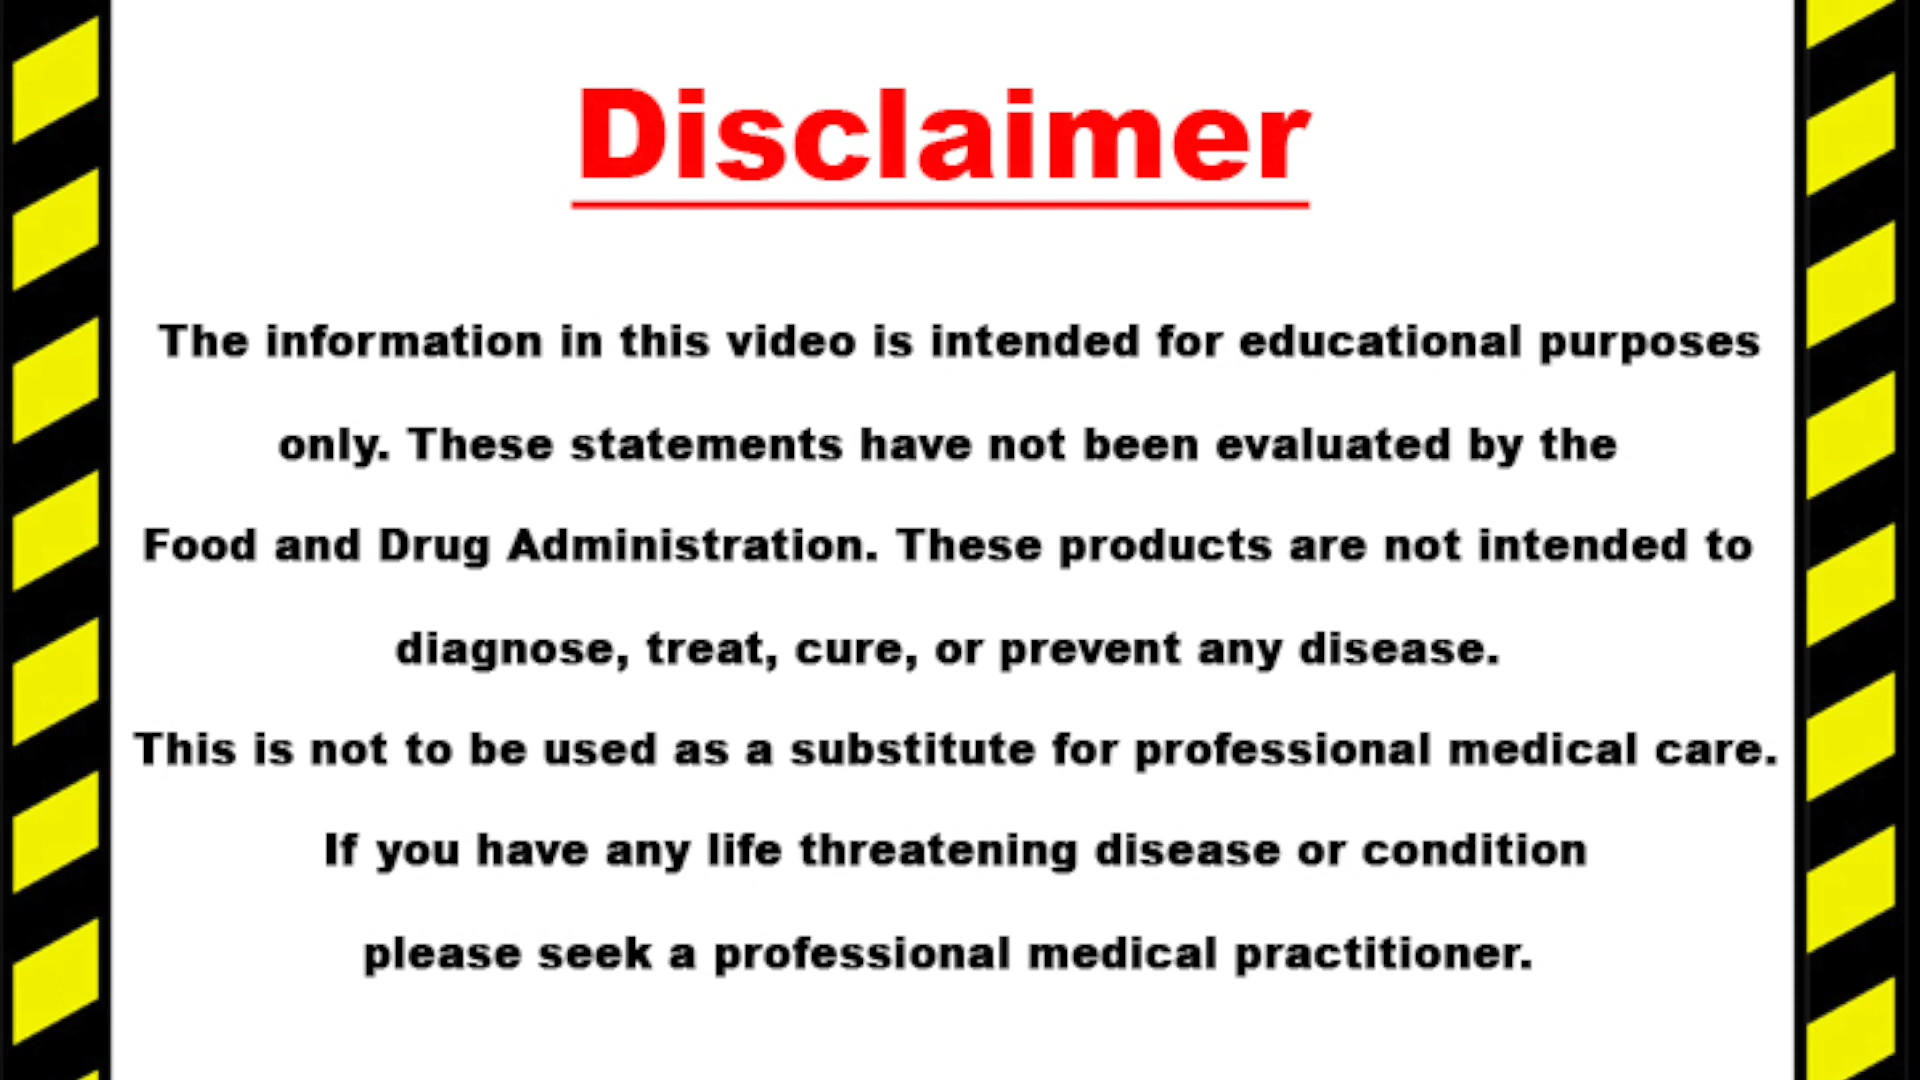 Disclaimer
The information in this video is intended for educational purposes
only. These statements have not been evaluated by the
Food and Drug Administration. These products are not intended to
diagnose, treat, cure, or prevent any disease.
This is not to be used as a substitute for professional medical care.
If you have any life threatening disease or condition
please seek a professional medical practitioner.